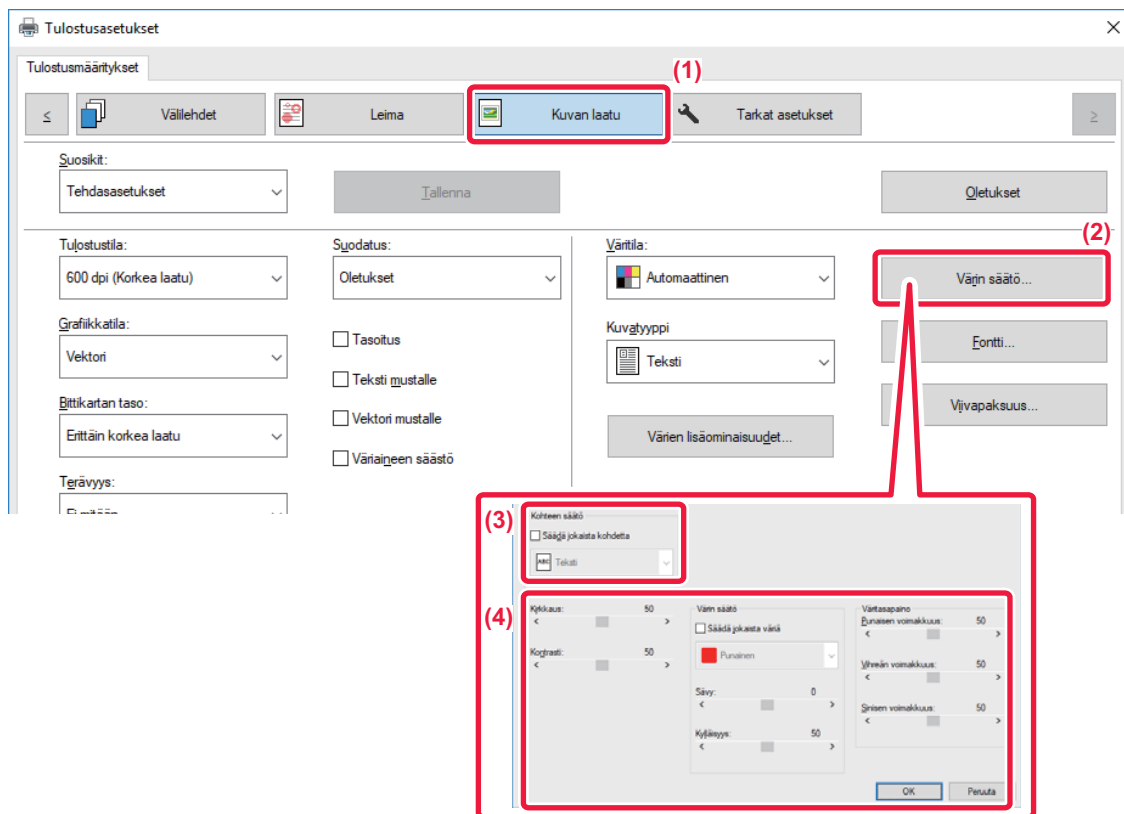 Tulostusasetukset
Tulostusmääritykset
(1)
< Välilehdet Leima Kuvan laatu Tarkat asetukset >
Suosikit:
Tehdasasetukset Tallenna Oletukset
(2)
Tulostustila: Suodatus: Väritila:
600 dpi (Korkea laatu) Oletukset Automaattinen Värin säätö...
Grafiikkatila: Tasoitus Kuvatyyppi Fontti...
Vektori Teksti mustalle Teksti
Bittikartan taso: Vektori mustalle Viivapaksuus...
Erittäin korkea laatu Väriaineen säästö Värien lisäominaisuudet...
Terävyys:
Ei mitään
(3)
Kohteen säätö
Säädä jokaista kohdetta
ABC Teksti
(4)
Kirkkaus: 50
< >
Kontrasti: 50
< >
Värin säätö
Säädä jokaista väriä
Punainen
Sävy: 0
< >
Kylläisyys: 50
< >
Väritasapaino
Punaisen voimakkuus: 50
< >
Vihreän voimakkuus: 50
< >
Sinisen voimakkuus: 50
< >
OK Peruuta